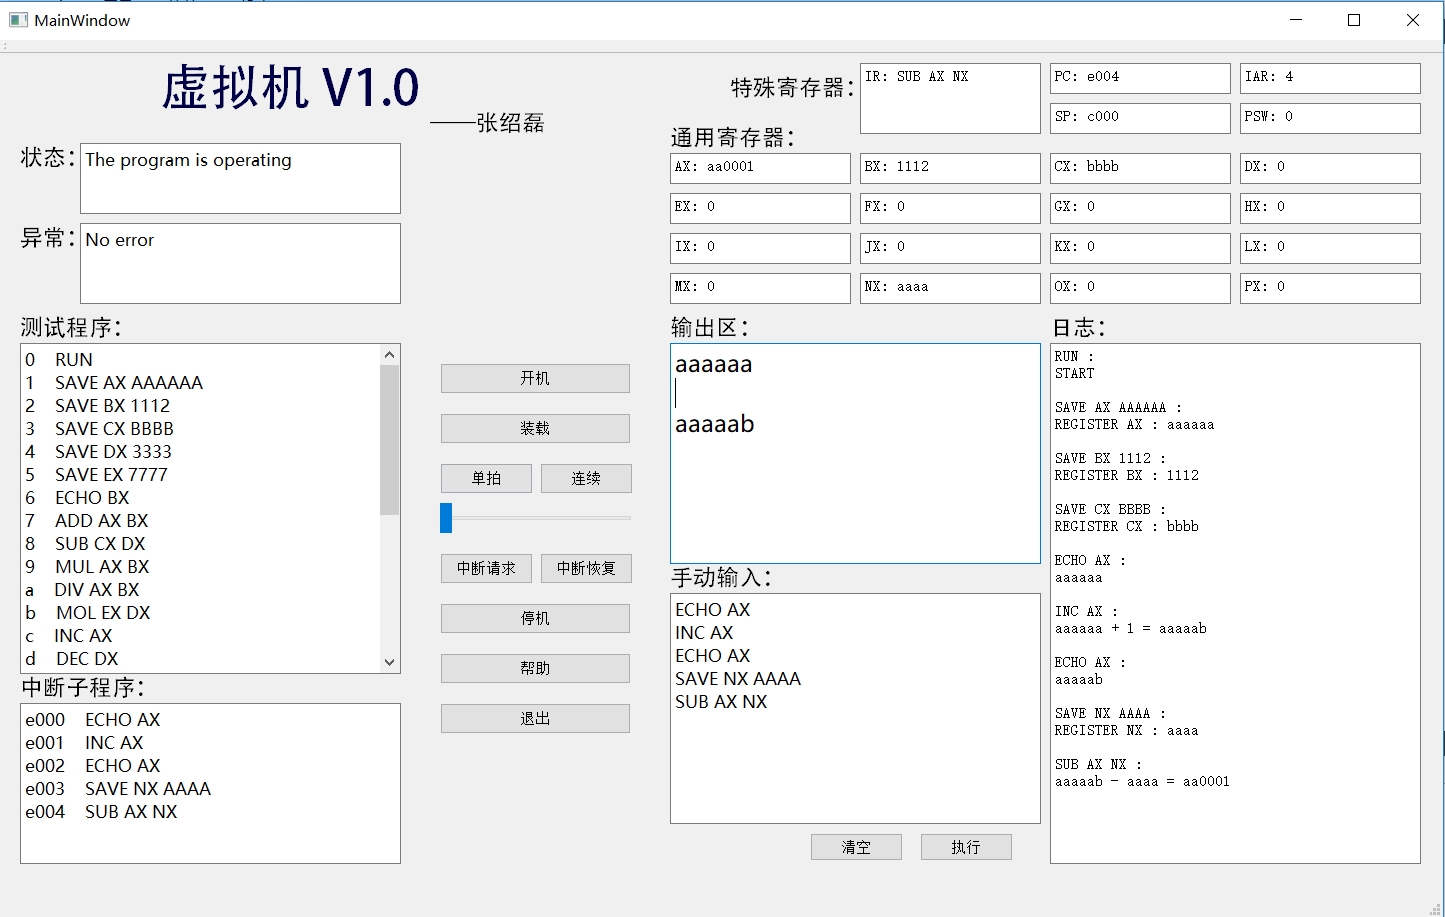 MainWindow
虚拟机 V1.0
——张绍磊
状态：
The program is operating
异常：
No error
特殊寄存器：
IR: SUB AX NX
PC: e004
IAR: 4
SP: c000
PSW: 0
通用寄存器：
AX: aa0001
BX: 1112
CX: bbbb
DX: 0
EX: 0
FX: 0
GX: 0
HX: 0
IX: 0
JX: 0
KX: 0
LX: 0
MX: 0
NX: aaaa
OX: 0
PX: 0
测试程序：
0 RUN
1 SAVE AX AAAAAA
2 SAVE BX 1112
3 SAVE CX BBBB
4 SAVE DX 3333
5 SAVE EX 7777
6 ECHO BX
7 ADD AX BX
8 SUB CX DX
9 MUL AX BX
a DIV AX BX
b MOL EX DX
c INC AX
d DEC DX
中断子程序：
e000 ECHO AX
e001 INC AX
e002 ECHO AX
e003 SAVE NX AAAA
e004 SUB AX NX
开机
装载
单拍
连续
中断请求
中断恢复
停机
帮助
退出
输出区：
aaaaaa
aaaaab
手动输入：
ECHO AX
INC AX
ECHO AX
SAVE NX AAAA
SUB AX NX
清空
执行
日志：
RUN :
START
SAVE AX AAAAAA :
REGISTER AX : aaaaaa
SAVE BX 1112 :
REGISTER BX : 1112
SAVE CX BBBB :
REGISTER CX : bbbb
ECHO AX :
aaaaaa
INC AX :
aaaaaa + 1 = aaaaab
ECHO AX :
aaaaab
SAVE NX AAAA :
REGISTER NX : aaaa
SUB AX NX :
aaaaab - aaaa = aa0001